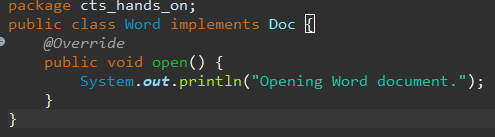 package cts_hands_on;
public class Word implements Doc {
    @Override
    public void open() {
        System.out.println("Opening Word document.");
    }
}